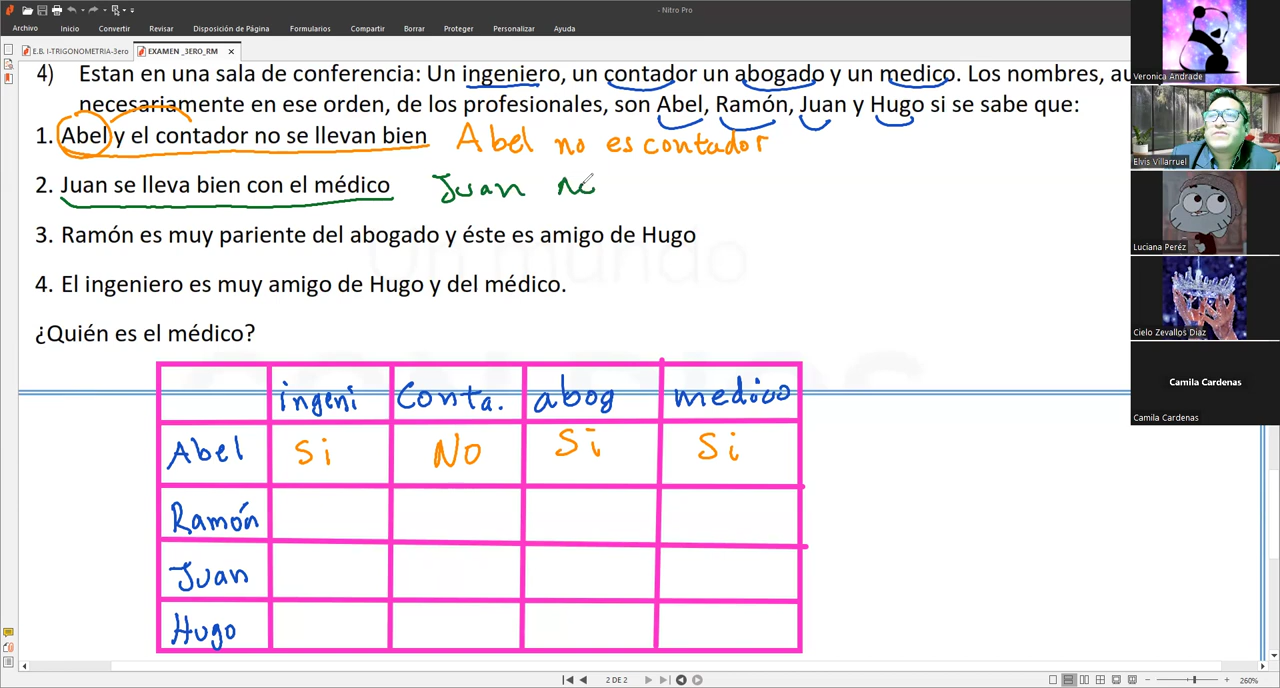 - Nitro Pro
Archivo Inicio Convertir Revisar Disposición de Página Formularios Compartir Borrar Proteger Personalizar Ayuda
E.B. I-TRIGONOMETRIA-3ero EXAMEN _3ERO_RM
4) Estan en una sala de conferencia: Un ingeniero, un contador un abogado y un medico. Los nombres, au
necesariamente en ese orden, de los profesionales, son Abel, Ramón, Juan y Hugo si se sabe que:
1. Abel y el contador no se llevan bien Abel no es contador
2. Juan se lleva bien con el médico Juan no
3. Ramón es muy pariente del abogado y éste es amigo de Hugo
4. El ingeniero es muy amigo de Hugo y del médico.
¿Quién es el médico?
ingeni Conta. abog medico
Abel Si NO Si Si
Ramón
Juan
Hugo
Veronica Andrade
Elvis Villarruel
Luciana Peréz
Cielo Zevallos Diaz
Camila Cardenas
Camila Cardenas
2 DE 2
260%